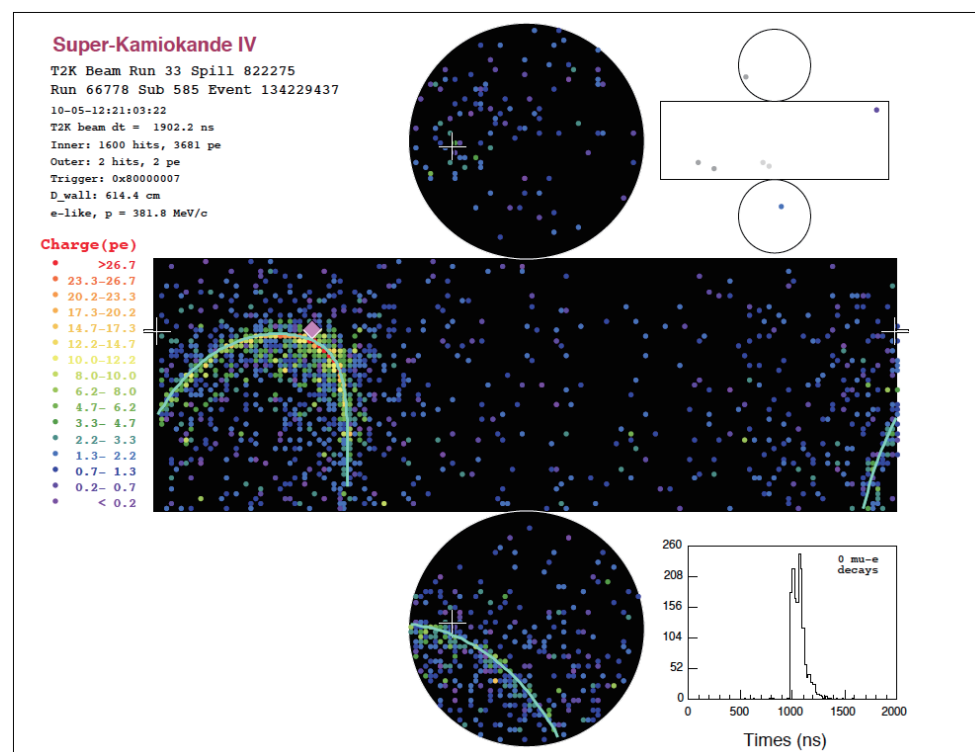 Super-Kamiokande IV
T2K Beam Run 33 Spill 822275
Run 66778 Sub 585 Event 134229437
10-05-12:21:03:22
T2K beam dt = 1902.2 ns
Inner: 1600 hits, 3681 pe
Outer: 2 hits, 2 pe
Trigger: 0x80000007
D_wall: 614.4 cm
e-like, p = 381.8 MeV/c
Charge(pe)
>26.7
23.3-26.7
20.2-23.3
17.3-20.2
14.7-17.3
12.2-14.7
10.0-12.2
8.0-10.0
6.2- 8.0
4.7- 6.2
3.3- 4.7
2.2- 3.3
1.3- 2.2
0.7- 1.3
0.2- 0.7
< 0.2
0 mu-e
decays
260
208
156
104
52
0
0 500 1000 1500 2000
Times (ns)